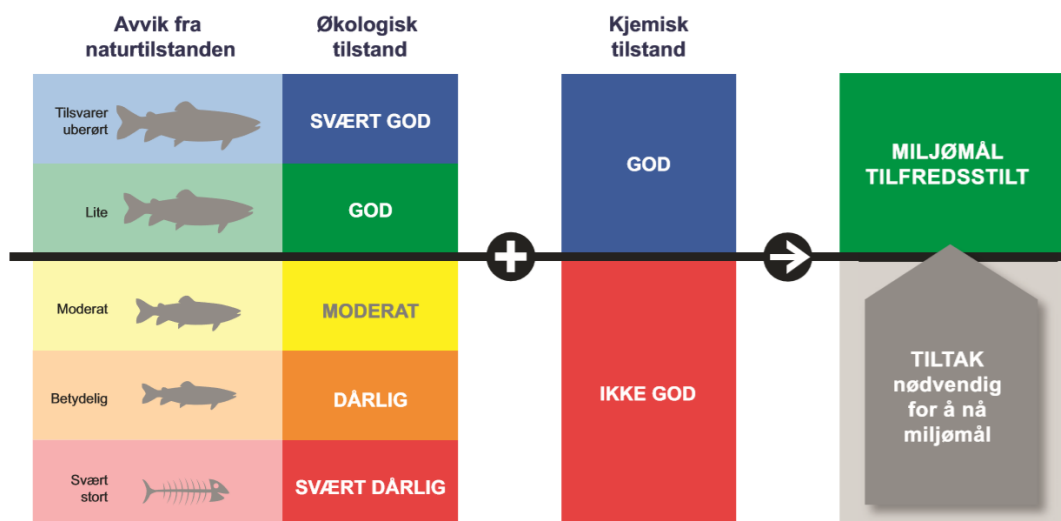 Avvik fra
naturtilstanden
Økologisk
tilstand
Kjemisk
tilstand
Tilsvarer
uberørt
SVÆRT GOD
Lite
GOD
GOD
MILJØMÅL
TILFREDSSTILT
Moderat
MODERAT
Betydelig
DÅRLIG
IKKE GOD
TILTAK
nødvendig
for å nå
miljømål
Svært
stort
SVÆRT DÅRLIG